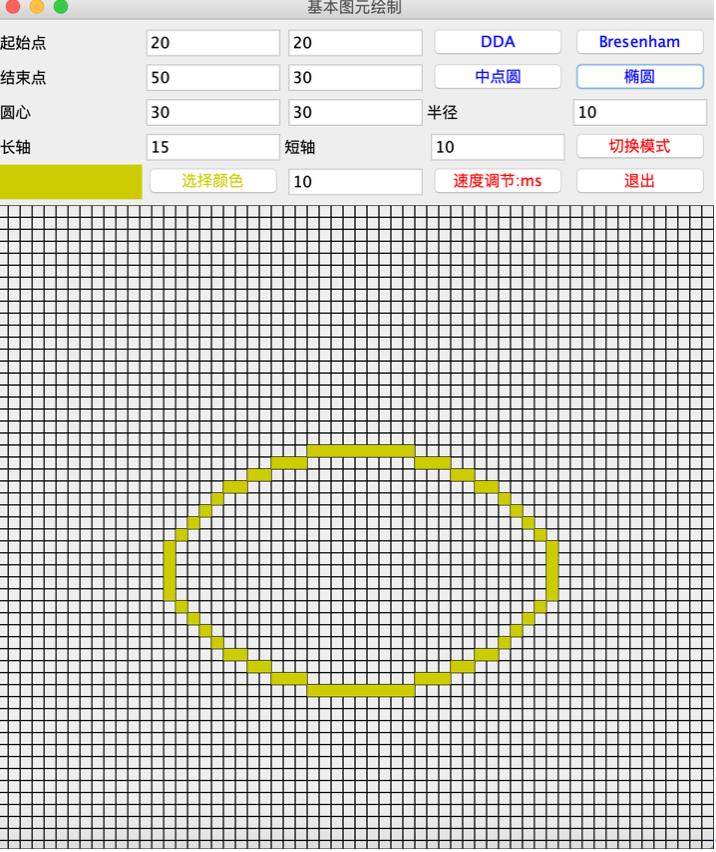 基本图元绘制
起始点 20 20 DDA Bresenham
结束点 50 30 中点圆 椭圆
圆心 30 30 半径 10
长轴 15 短轴 10 切换模式
选择颜色 10 速度调节:ms 退出